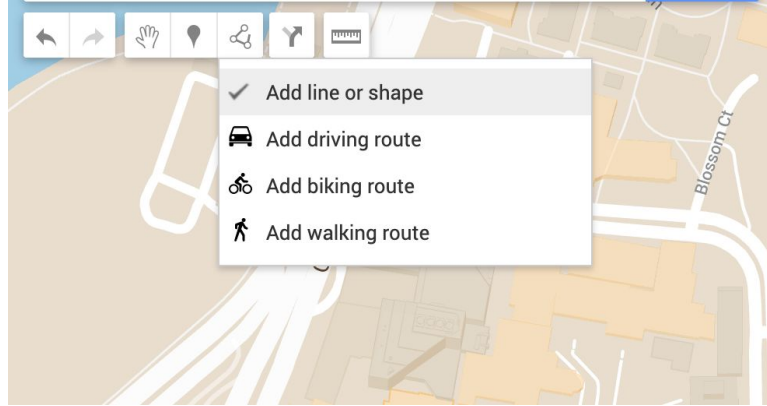 Add line or shape
Add driving route
Add biking route
Add walking route
Blossom Ct